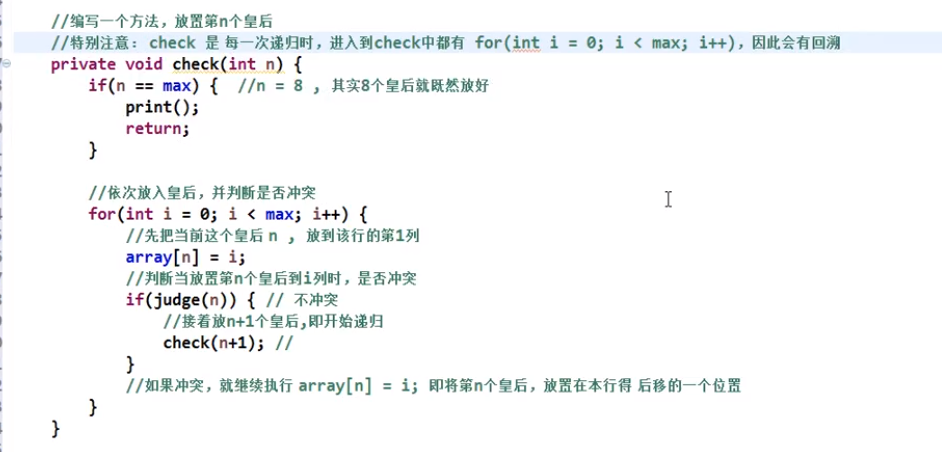 //编写一个方法，放置第n个皇后
//特别注意： check 是 每一次递归时，进入到check中都有 for(int i = 0; i < max; i++)，因此会有回溯
private void check(int n) {
if(n == max) { //n = 8 , 其实8个皇后就既然放好
print();
return;
}
//依次放入皇后，并判断是否冲突
for(int i = 0; i < max; i++) {
//先把当前这个皇后 n , 放到该行的第1列
array[n] = i;
//判断当放置第n个皇后到i列时，是否冲突
if(judge(n)) { // 不冲突
//接着放n+1个皇后,即开始递归
check(n+1); //
}
//如果冲突，就继续执行 array[n] = i; 即将第n个皇后，放置在本行得 后移的一个位置
}
}